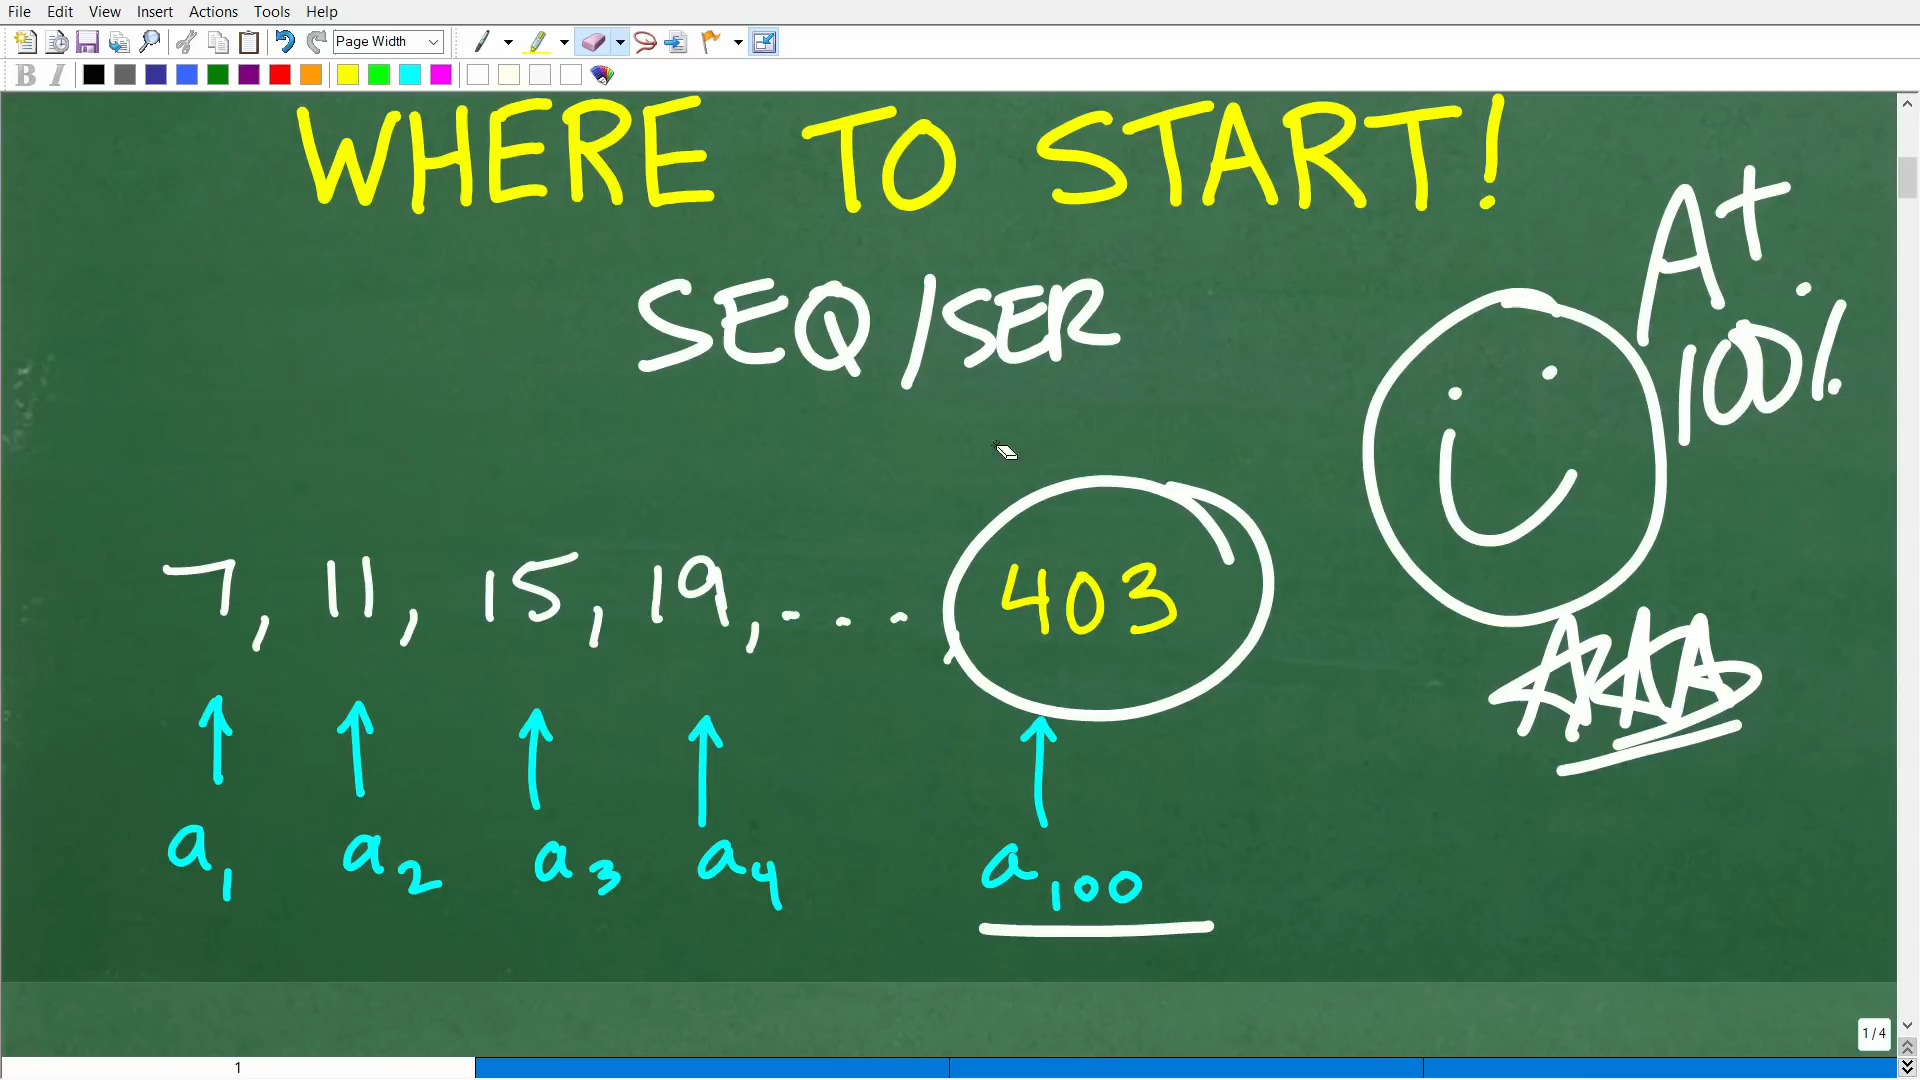 File Edit View Insert Actions Tools Help
Page Width
B I
WHERE TO START!
SEQ/SER
A+
100%
7, 11, 15, 19, . . . 403
a1 a2 a3 a4 a100
1 / 4
1